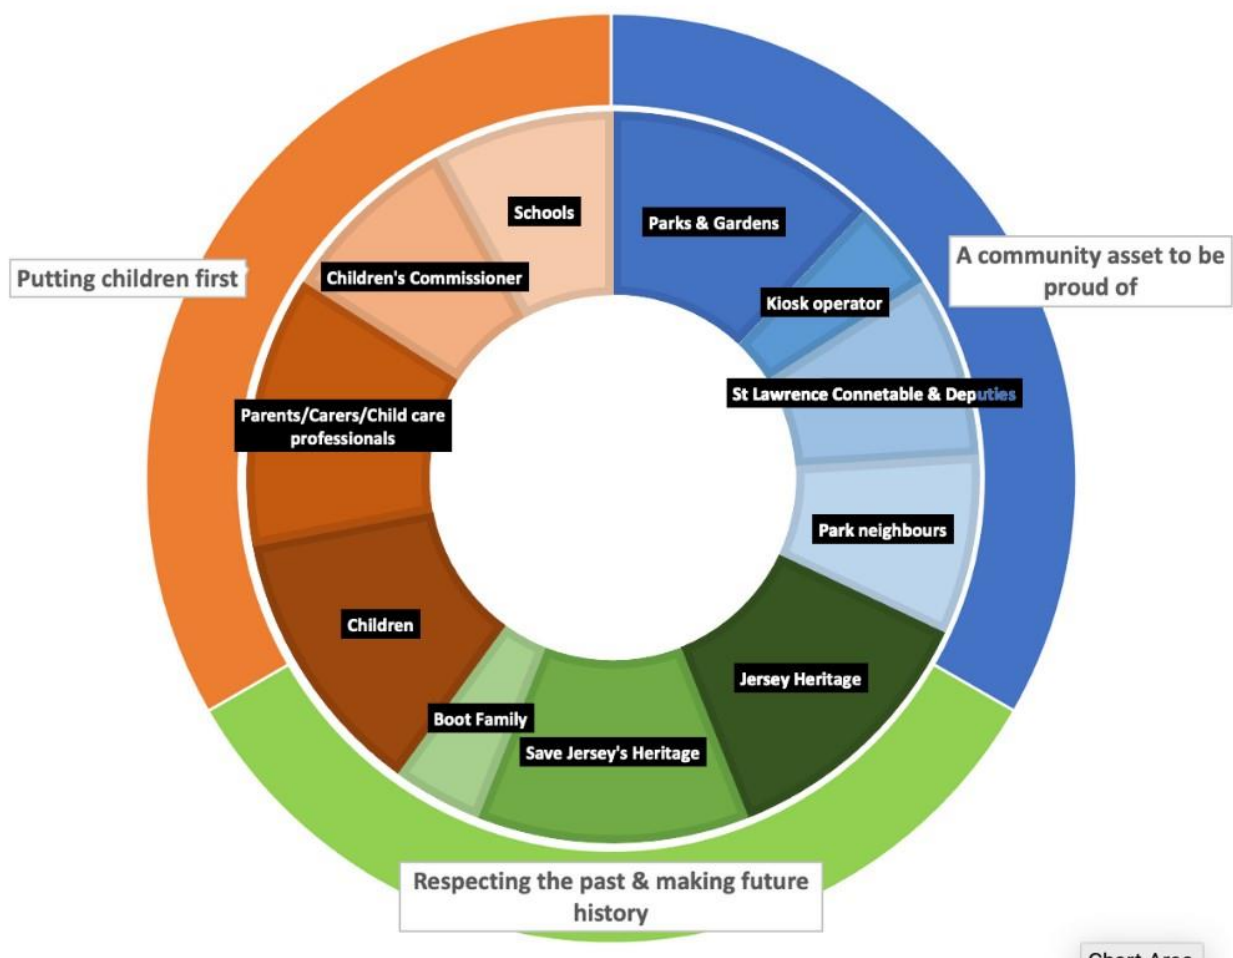 Schools
Parks & Gardens
A community asset to be
proud of
Putting children first
Children's Commissioner
Kiosk operator
St Lawrence Connetable & Deputies
Parents/Carers/Child care
professionals
Park neighbours
Children
Jersey Heritage
Boot Family
Save Jersey's Heritage
Respecting the past & making future
history
Chart Area